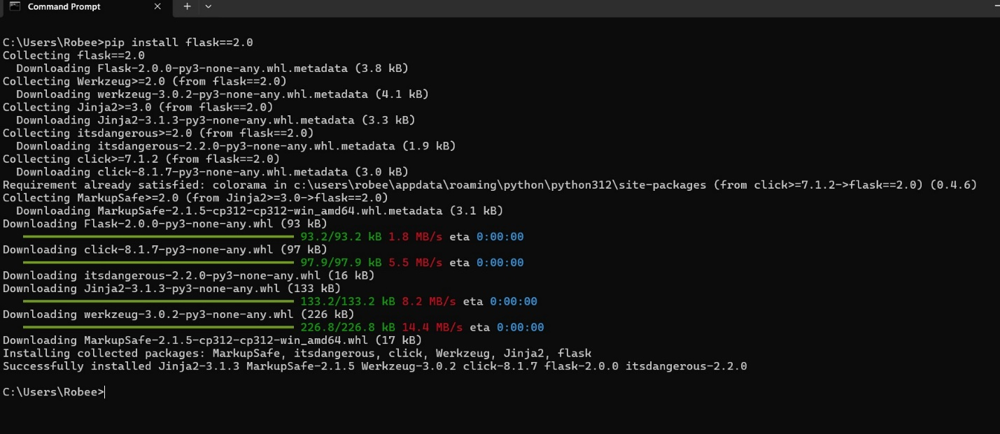 Command Prompt
C:\Users\Robee>pip install flask==2.0
Collecting flask==2.0
  Downloading Flask-2.0.0-py3-none-any.whl.metadata (3.8 kB)
Collecting Werkzeug>=2.0 (from flask==2.0)
  Downloading werkzeug-3.0.2-py3-none-any.whl.metadata (4.1 kB)
Collecting Jinja2>=3.0 (from flask==2.0)
  Downloading Jinja2-3.1.3-py3-none-any.whl.metadata (3.3 kB)
Collecting itsdangerous>=2.0 (from flask==2.0)
  Downloading itsdangerous-2.2.0-py3-none-any.whl.metadata (1.9 kB)
Collecting click>=7.1.2 (from flask==2.0)
  Downloading click-8.1.7-py3-none-any.whl.metadata (3.0 kB)
Requirement already satisfied: colorama in c:\users\robee\appdata\roaming\python\python312\site-packages (from click>=7.1.2->flask==2.0) (0.4.6)
Collecting MarkupSafe>=2.0 (from Jinja2>=3.0->flask==2.0)
  Downloading MarkupSafe-2.1.5-cp312-cp312-win_amd64.whl.metadata (3.1 kB)
Downloading Flask-2.0.0-py3-none-any.whl (93 kB)
93.2/93.2 kB 1.8 MB/s eta 0:00:00
Downloading click-8.1.7-py3-none-any.whl (97 kB)
97.9/97.9 kB 5.5 MB/s eta 0:00:00
Downloading itsdangerous-2.2.0-py3-none-any.whl (16 kB)
Downloading Jinja2-3.1.3-py3-none-any.whl (133 kB)
133.2/133.2 kB 8.2 MB/s eta 0:00:00
Downloading werkzeug-3.0.2-py3-none-any.whl (226 kB)
226.8/226.8 kB 14.4 MB/s eta 0:00:00
Downloading MarkupSafe-2.1.5-cp312-cp312-win_amd64.whl (17 kB)
Installing collected packages: MarkupSafe, itsdangerous, click, Werkzeug, Jinja2, flask
Successfully installed Jinja2-3.1.3 MarkupSafe-2.1.5 Werkzeug-3.0.2 click-8.1.7 flask-2.0.0 itsdangerous-2.2.0
C:\Users\Robee>